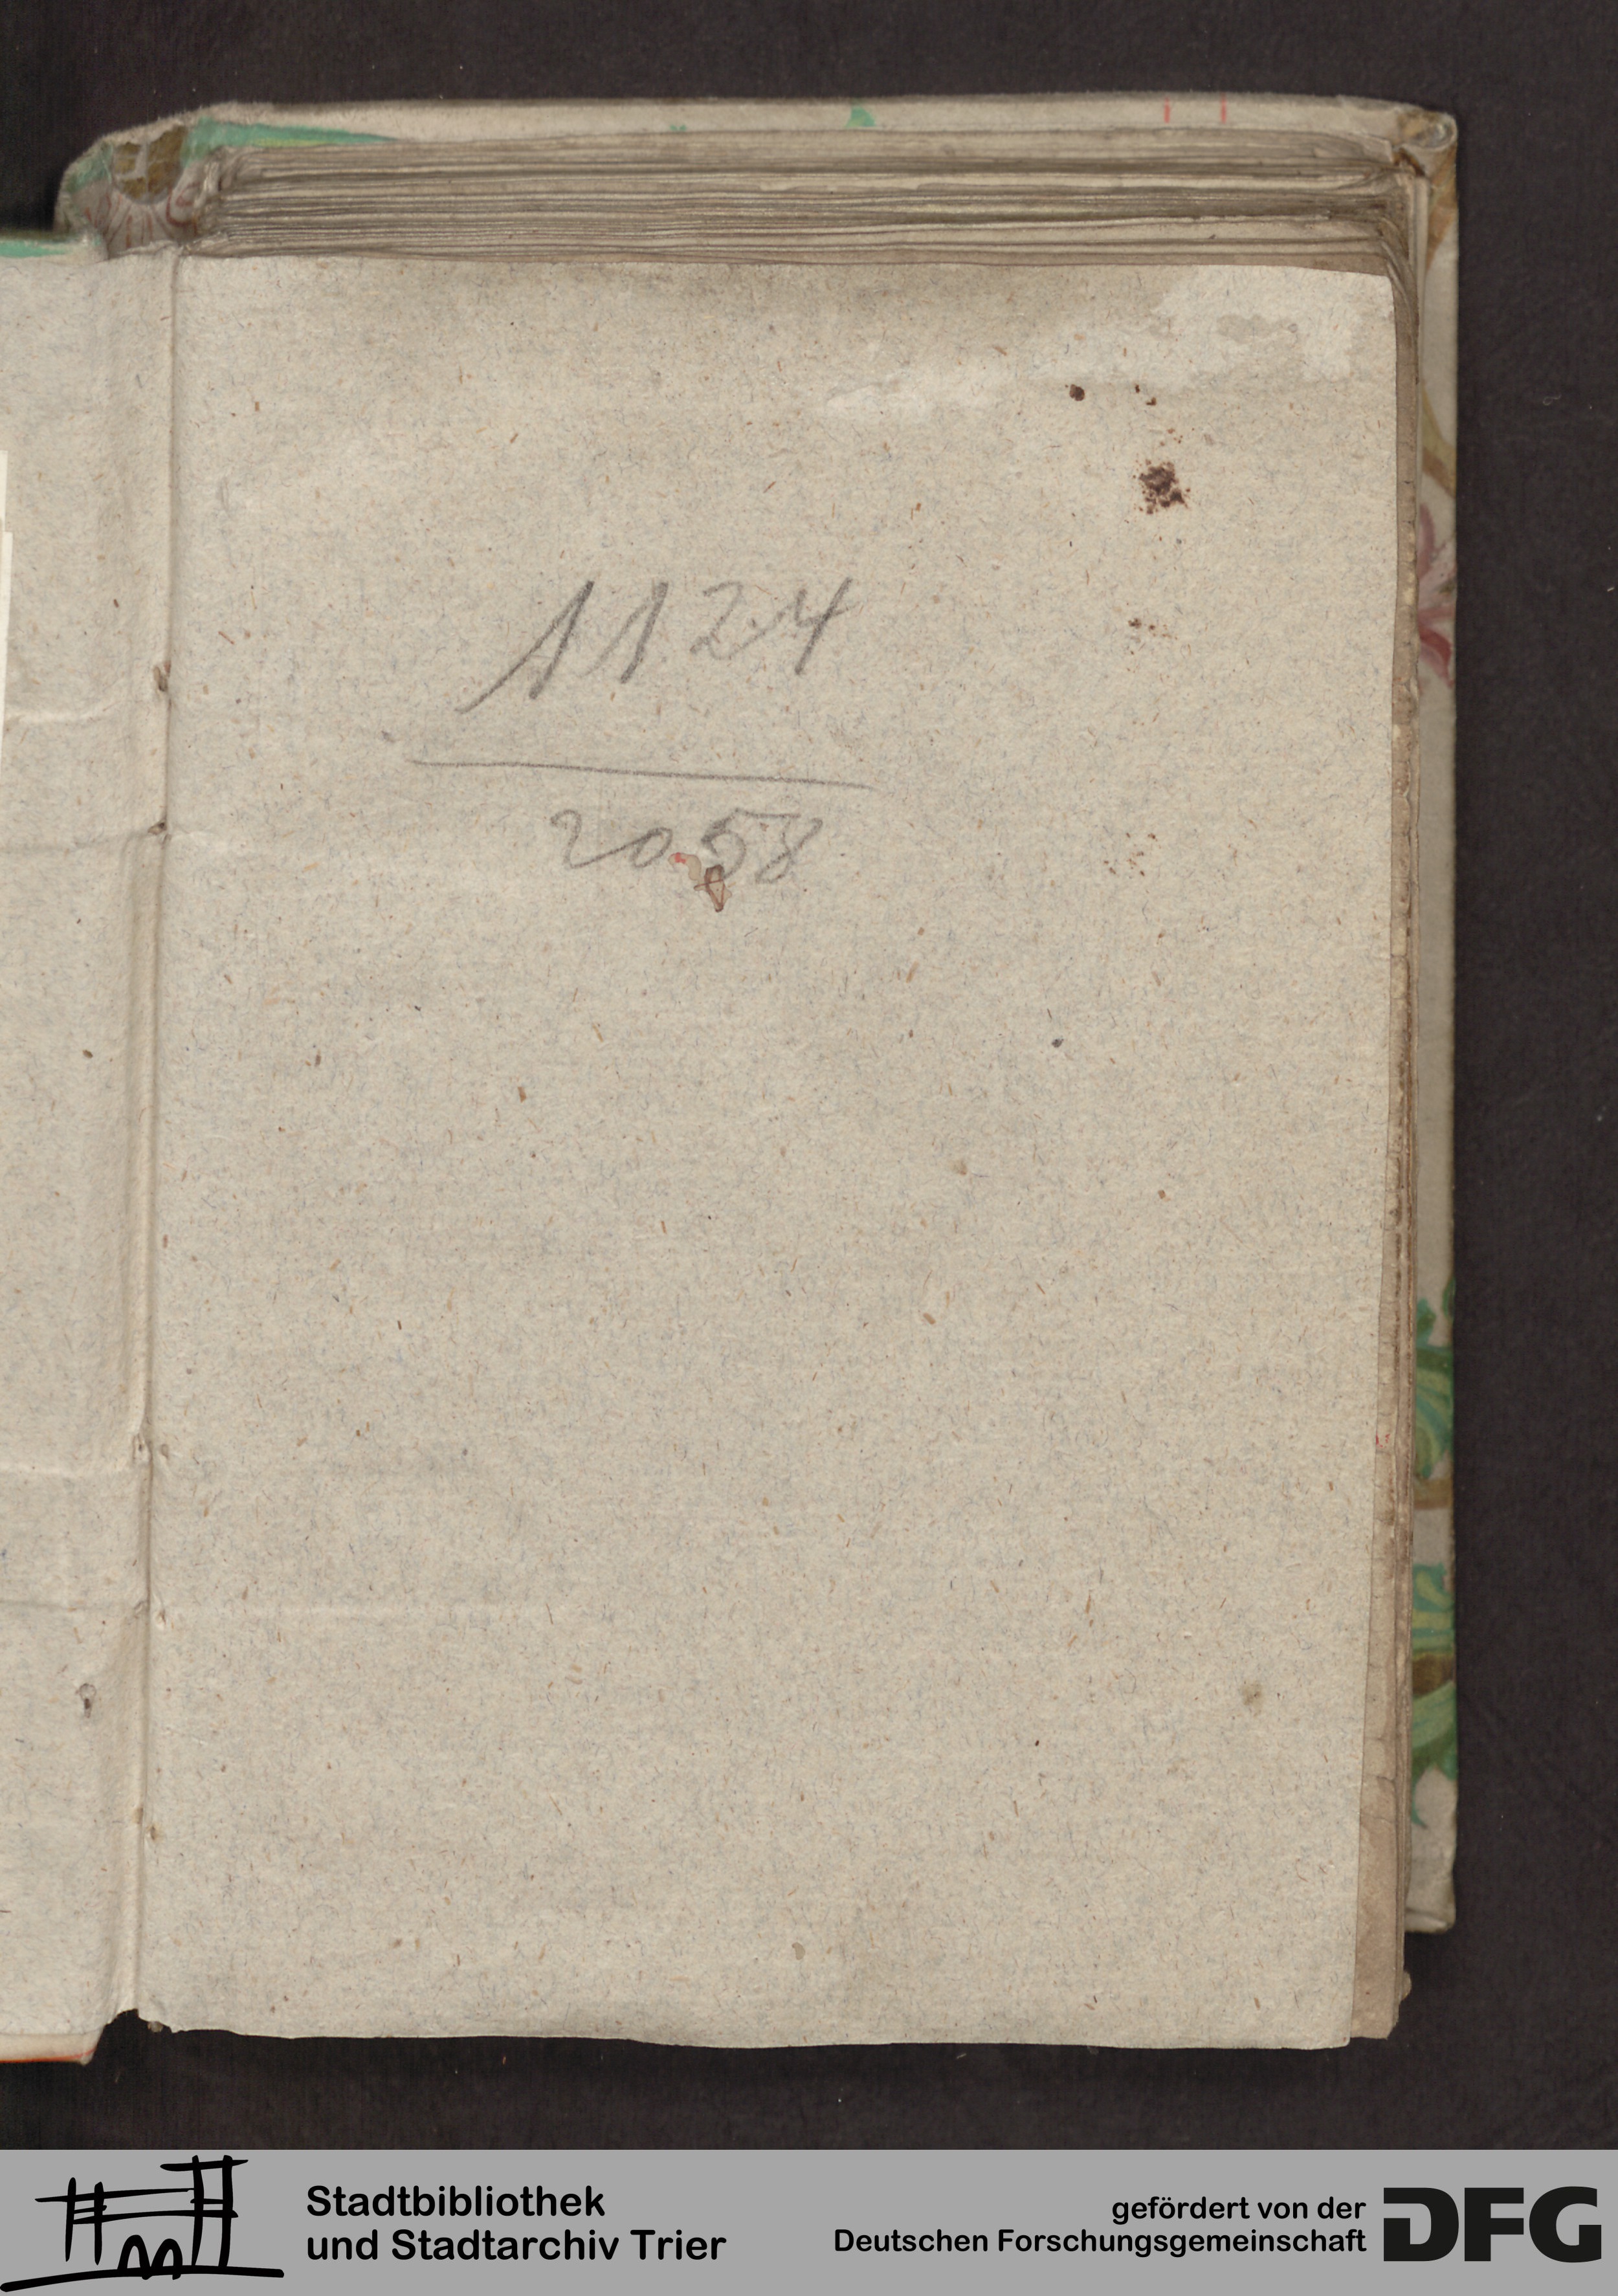 1124
2058
Stadtbibliothek
und Stadtarchiv Trier
gefördert von der
Deutschen Forschungsgemeinschaft
DFG